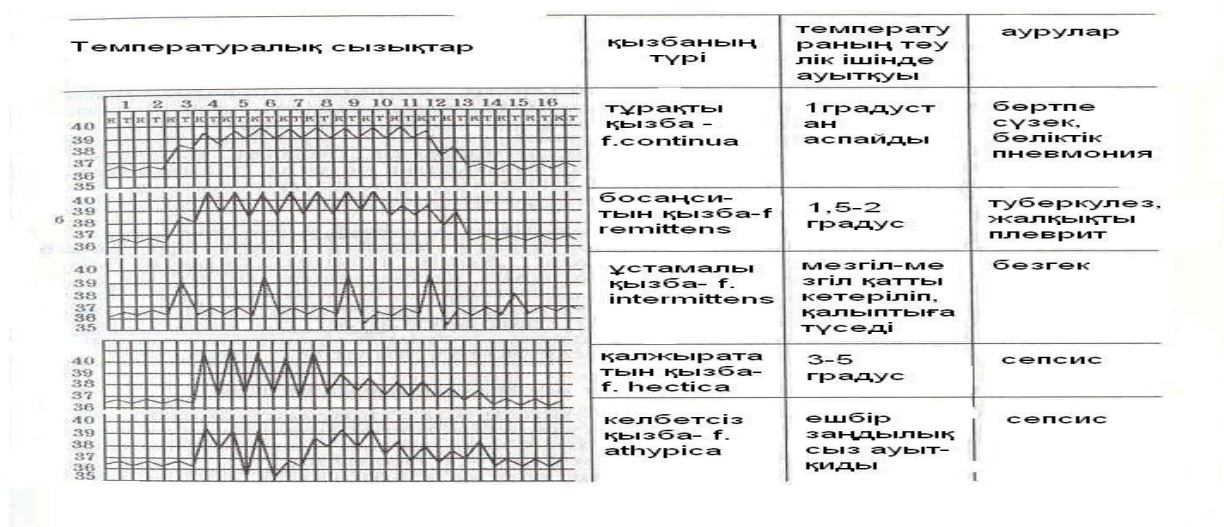 Температуралық сызықтар
қызбаның
түрі
температу
раның тәу
лік ішінде
ауытқуы
аурулар
1 2 3 4 5 6 7 8 9 10 11 12 13 14 15 16
К Т К Т К Т К Т К Т К Т К Т К Т К Т К Т К Т К Т К Т К Т К Т К Т К Т
40
39
38
37
36
35
тұрақты
қызба -
f.continua
1градуст
ан
аспайды
бөртпе
сүзек,
бөліктік
пневмония
б
40
39
38
37
36
босаңси-
тын қызба-f
remittens
1,5-2
градус
туберкулез,
жалқықты
плеврит
40
39
38
37
36
35
ұстамалы
қызба- f.
intermittens
мезгіл-ме
згіл қатты
көтеріліп,
қалыптыға
түседі
безгек
40
39
38
37
36
қалжырата
тын қызба-
f. hectica
3-5
градус
сепсис
40
39
38
37
36
35
келбетсіз
қызба- f.
athypica
ешбір
заңдылық
сыз ауыт-
қиды
сепсис